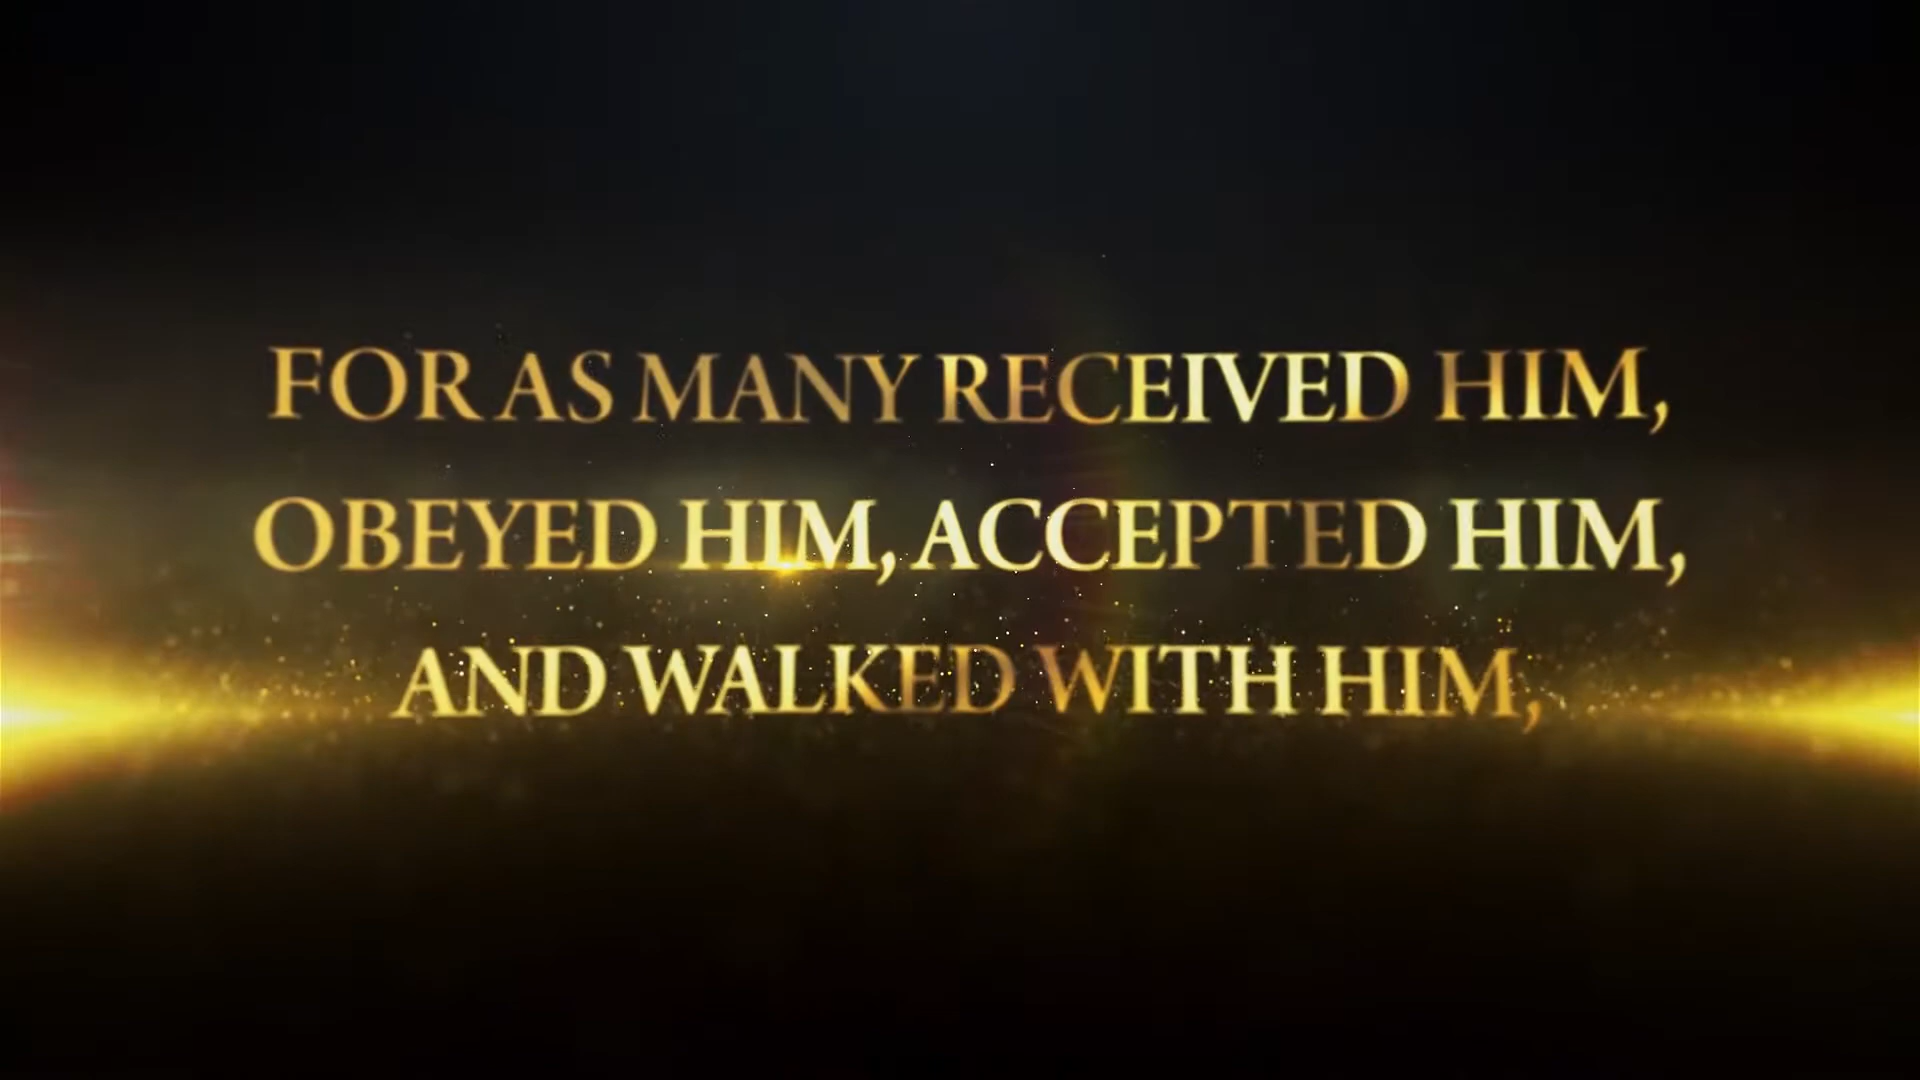 FOR AS MANY RECEIVED HIM,
OBEYED HIM, ACCEPTED HIM,
AND WALKED WITH HIM,